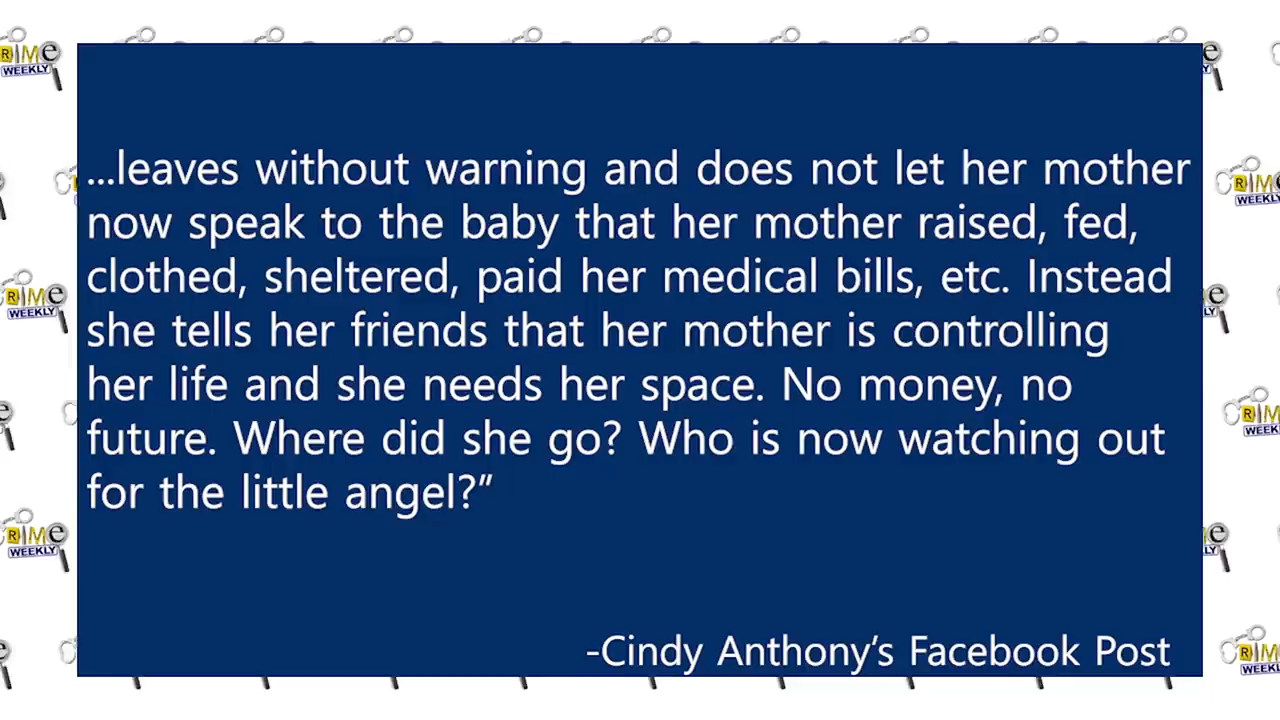 ...leaves without warning and does not let her mother
now speak to the baby that her mother raised, fed,
clothed, sheltered, paid her medical bills, etc. Instead
she tells her friends that her mother is controlling
her life and she needs her space. No money, no
future. Where did she go? Who is now watching out
for the little angel?”
-Cindy Anthony’s Facebook Post
CRIME
WEEKLY